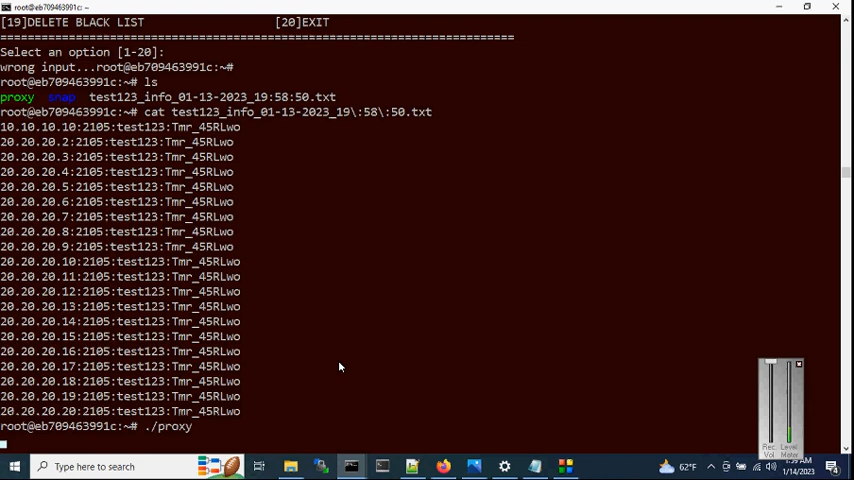 root@eb709463991c: ~
[19]DELETE BLACK LIST [20]EXIT
===========================================================================
Select an option [1-20]:
wrong input...root@eb709463991c:~#
root@eb709463991c:~# ls
proxy snap test123_info_01-13-2023_19:58:50.txt
root@eb709463991c:~# cat test123_info_01-13-2023_19\:58\:50.txt
10.10.10.10:2105:test123:Tmr_45RLwo
20.20.20.2:2105:test123:Tmr_45RLwo
20.20.20.3:2105:test123:Tmr_45RLwo
20.20.20.4:2105:test123:Tmr_45RLwo
20.20.20.5:2105:test123:Tmr_45RLwo
20.20.20.6:2105:test123:Tmr_45RLwo
20.20.20.7:2105:test123:Tmr_45RLwo
20.20.20.8:2105:test123:Tmr_45RLwo
20.20.20.9:2105:test123:Tmr_45RLwo
20.20.20.10:2105:test123:Tmr_45RLwo
20.20.20.11:2105:test123:Tmr_45RLwo
20.20.20.12:2105:test123:Tmr_45RLwo
20.20.20.13:2105:test123:Tmr_45RLwo
20.20.20.14:2105:test123:Tmr_45RLwo
20.20.20.15:2105:test123:Tmr_45RLwo
20.20.20.16:2105:test123:Tmr_45RLwo
20.20.20.17:2105:test123:Tmr_45RLwo
20.20.20.18:2105:test123:Tmr_45RLwo
20.20.20.19:2105:test123:Tmr_45RLwo
20.20.20.20:2105:test123:Tmr_45RLwo
root@eb709463991c:~# ./proxy
Rec. Level
Vol Meter
Type here to search
62°F
1/14/2023
4